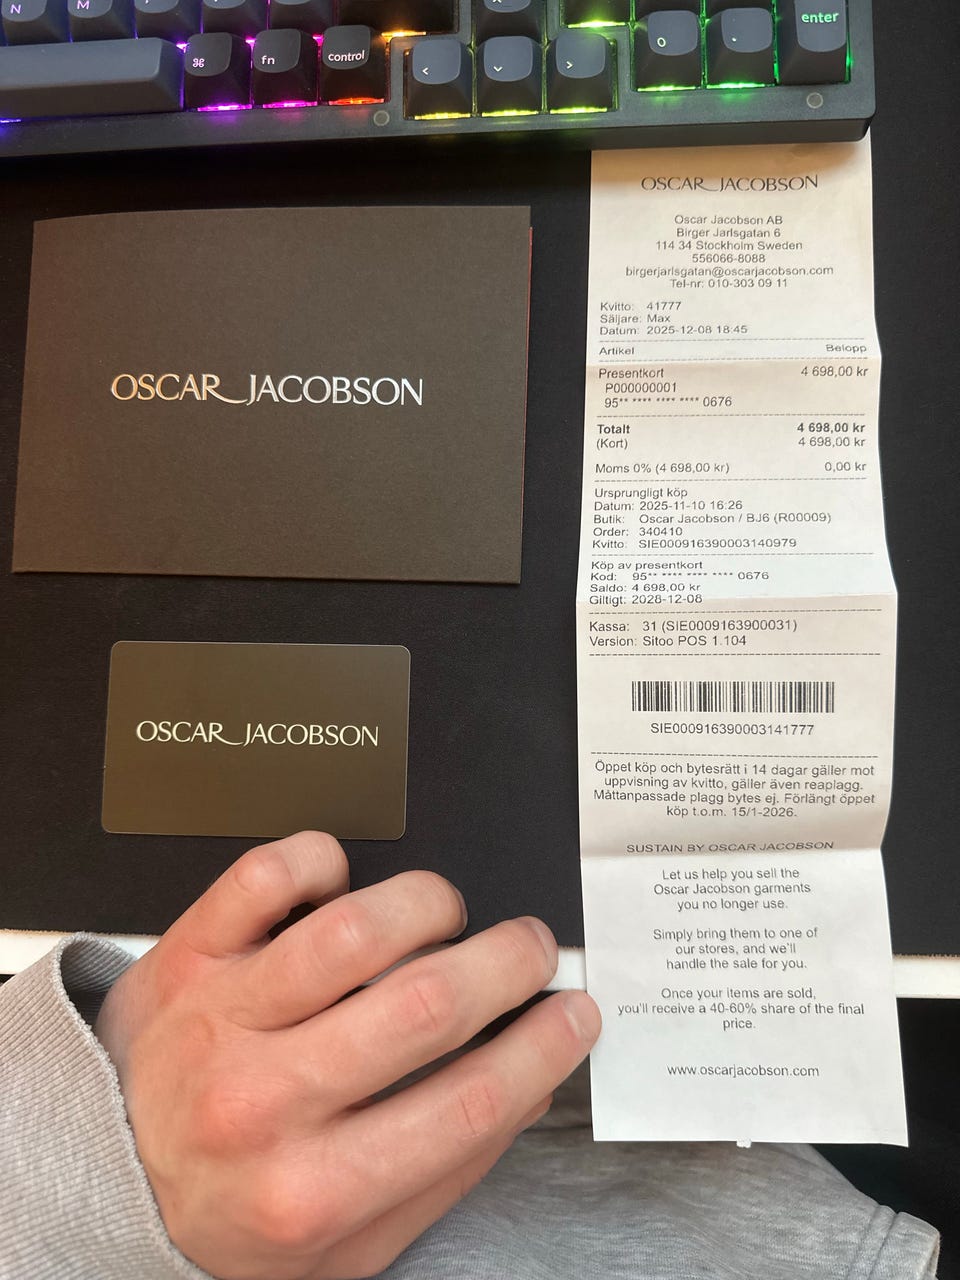 N
M
⌘
fn
control
<
⌄
>
0
.
enter
OSCAR JACOBSON
OSCAR JACOBSON
OSCAR JACOBSON
Oscar Jacobson AB
Birger Jarlsgatan 6
114 34 Stockholm Sweden
556066-8088
birgerjarlsgatan@oscarjacobson.com
Tel-nr: 010-303 09 11
Kvitto: 41777
Säljare: Max
Datum: 2025-12-08 18:45
Artikel Belopp
Presentkort 4 698,00 kr
P000000001
95** **** **** **** 0676
Totalt 4 698,00 kr
(Kort) 4 698,00 kr
Moms 0% (4 698,00 kr) 0,00 kr
Ursprungligt köp
Datum: 2025-11-10 16:26
Butik: Oscar Jacobson / BJ6 (R00009)
Order: 340410
Kvitto: SIE000916390003140979
Köp av presentkort
Kod: 95** **** **** **** 0676
Saldo: 4 698,00 kr
Giltigt: 2028-12-08
Kassa: 31 (SIE0009163900031)
Version: Sitoo POS 1.104
SIE000916390003141777
Öppet köp och bytesrätt i 14 dagar gäller mot
uppvisning av kvitto, gäller även reaplagg.
Måttanpassade plagg bytes ej. Förlängt öppet
köp t.o.m. 15/1-2026.
SUSTAIN BY OSCAR JACOBSON
Let us help you sell the
Oscar Jacobson garments
you no longer use.
Simply bring them to one of
our stores, and we'll
handle the sale for you.
Once your items are sold,
you'll receive a 40-60% share of the final
price.
www.oscarjacobson.com